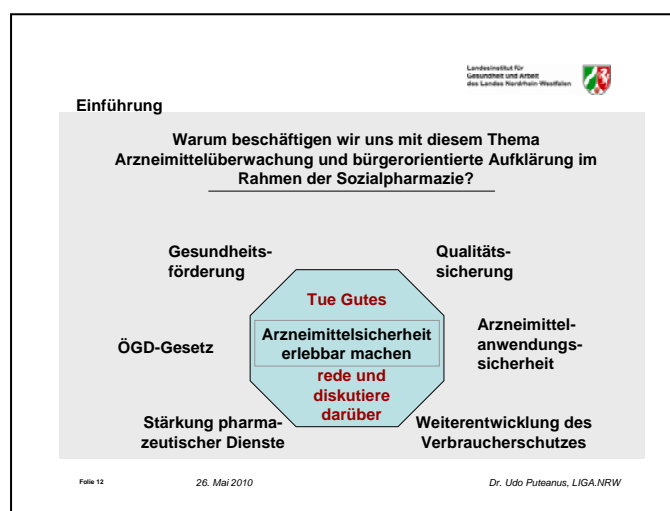 Landesinstitut für
Gesundheit und Arbeit
des Landes Nordrhein-Westfalen
Einführung
Warum beschäftigen wir uns mit diesem Thema
Arzneimittelüberwachung und bürgerorientierte Aufklärung im
Rahmen der Sozialpharmazie?
Gesundheits-
förderung
Qualitäts-
sicherung
Tue Gutes
Arzneimittelsicherheit
erlebbar machen
rede und
diskutiere
darüber
ÖGD-Gesetz
Arzneimittel-
anwendungs-
sicherheit
Stärkung pharma-
zeutischer Dienste
Weiterentwicklung des
Verbraucherschutzes
Folie 12
26. Mai 2010
Dr. Udo Puteanus, LIGA.NRW